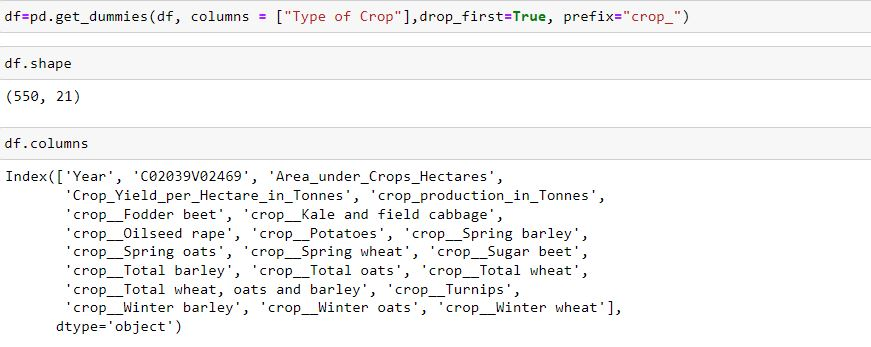 df=pd.get_dummies(df, columns = ["Type of Crop"],drop_first=True, prefix="crop_")
df.shape
(550, 21)
df.columns
Index(['Year', 'C02039V02469', 'Area_under_Crops_Hectares',
'Crop_Yield_per_Hectare_in_Tonnes', 'crop_production_in_Tonnes',
'crop__Fodder beet', 'crop__Kale and field cabbage',
'crop__Oilseed rape', 'crop__Potatoes', 'crop__Spring barley',
'crop__Spring oats', 'crop__Spring wheat', 'crop__Sugar beet',
'crop__Total barley', 'crop__Total oats', 'crop__Total wheat',
'crop__Total wheat, oats and barley', 'crop__Turnips',
'crop__Winter barley', 'crop__Winter oats', 'crop__Winter wheat'],
dtype='object')